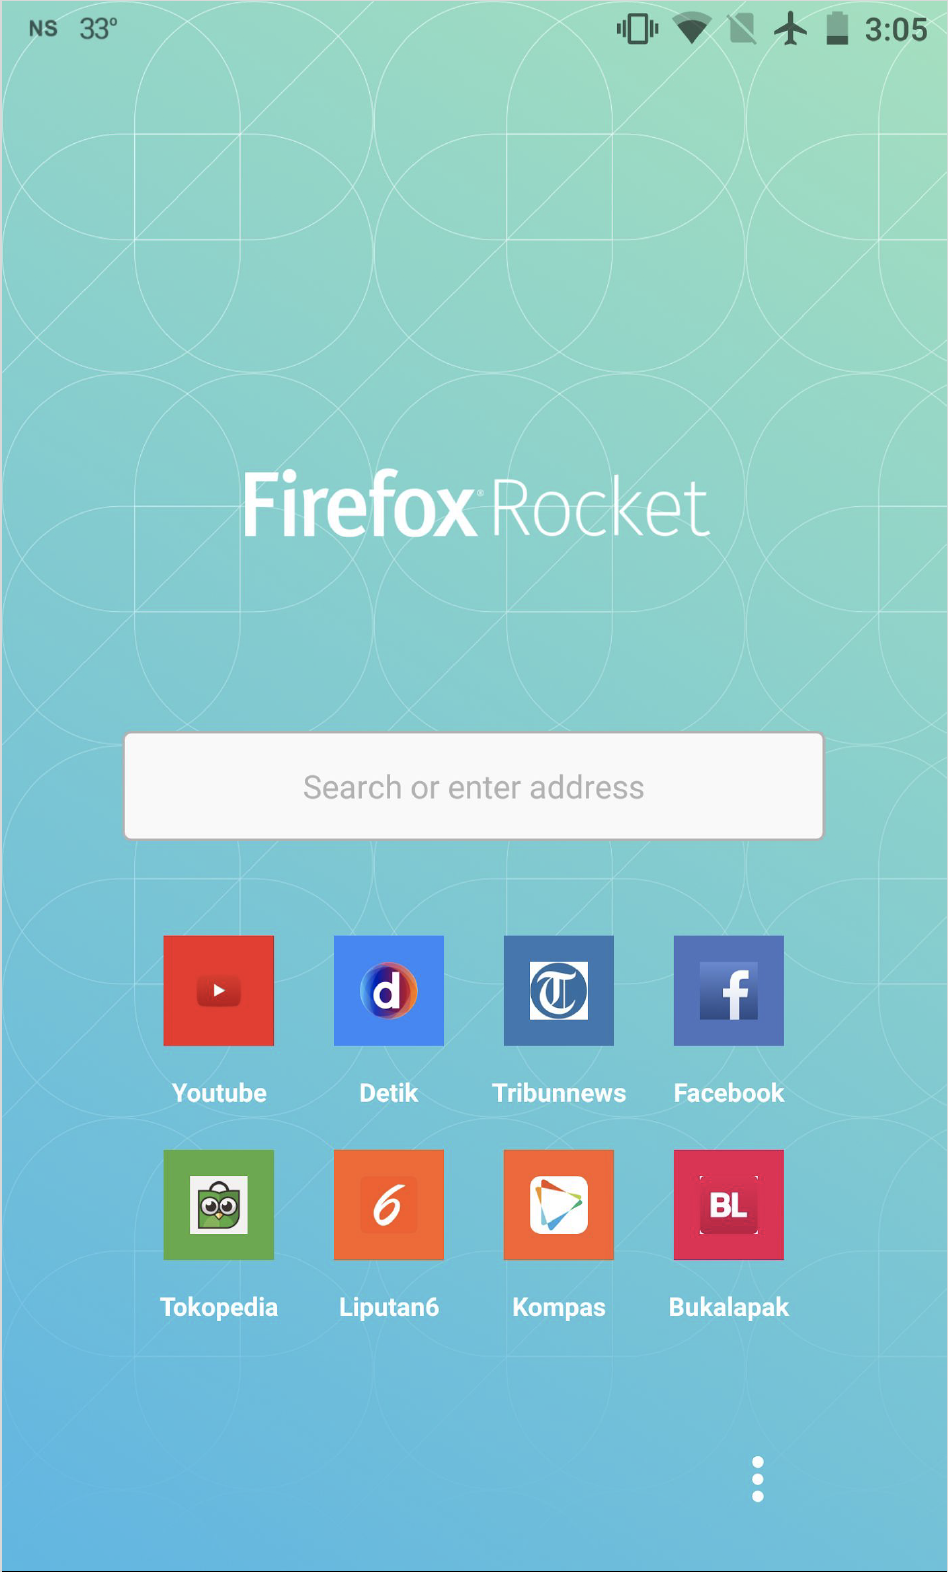 NS 33° 3:05
Firefox® Rocket
Search or enter address
d T f
Youtube Detik Tribunnews Facebook
6 BL
Tokopedia Liputan6 Kompas Bukalapak